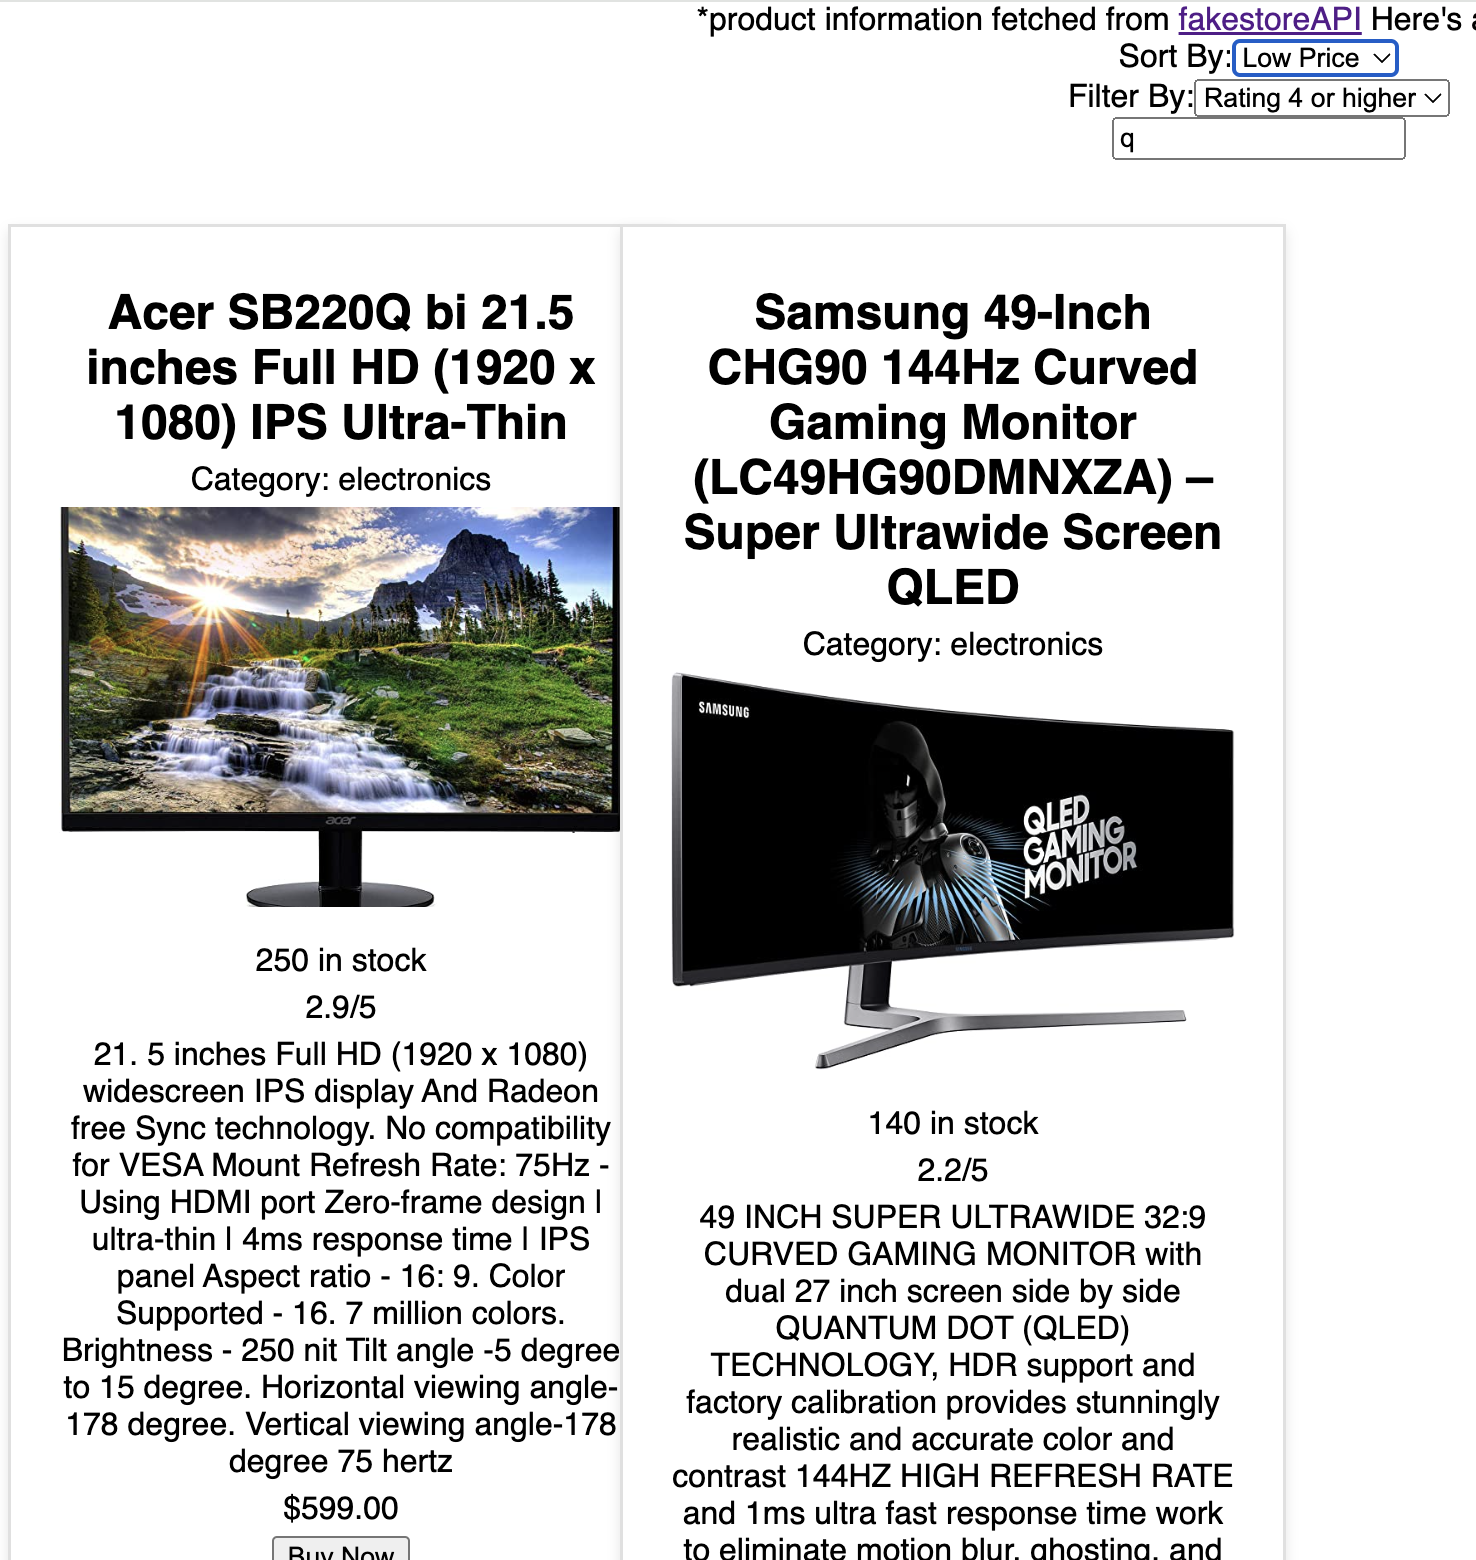 *product information fetched from fakestoreAPI Here's a
Sort By: Low Price
Filter By: Rating 4 or higher
q
Acer SB220Q bi 21.5
inches Full HD (1920 x
1080) IPS Ultra-Thin
Category: electronics
acer
250 in stock
2.9/5
21. 5 inches Full HD (1920 x 1080)
widescreen IPS display And Radeon
free Sync technology. No compatibility
for VESA Mount Refresh Rate: 75Hz -
Using HDMI port Zero-frame design |
ultra-thin | 4ms response time | IPS
panel Aspect ratio - 16: 9. Color
Supported - 16. 7 million colors.
Brightness - 250 nit Tilt angle -5 degree
to 15 degree. Horizontal viewing angle-
178 degree. Vertical viewing angle-178
degree 75 hertz
$599.00
Buy Now
Samsung 49-Inch
CHG90 144Hz Curved
Gaming Monitor
(LC49HG90DMNXZA) –
Super Ultrawide Screen
QLED
Category: electronics
SAMSUNG
QLED
GAMING
MONITOR
140 in stock
2.2/5
49 INCH SUPER ULTRAWIDE 32:9
CURVED GAMING MONITOR with
dual 27 inch screen side by side
QUANTUM DOT (QLED)
TECHNOLOGY, HDR support and
factory calibration provides stunningly
realistic and accurate color and
contrast 144HZ HIGH REFRESH RATE
and 1ms ultra fast response time work
to eliminate motion blur, ghosting, and